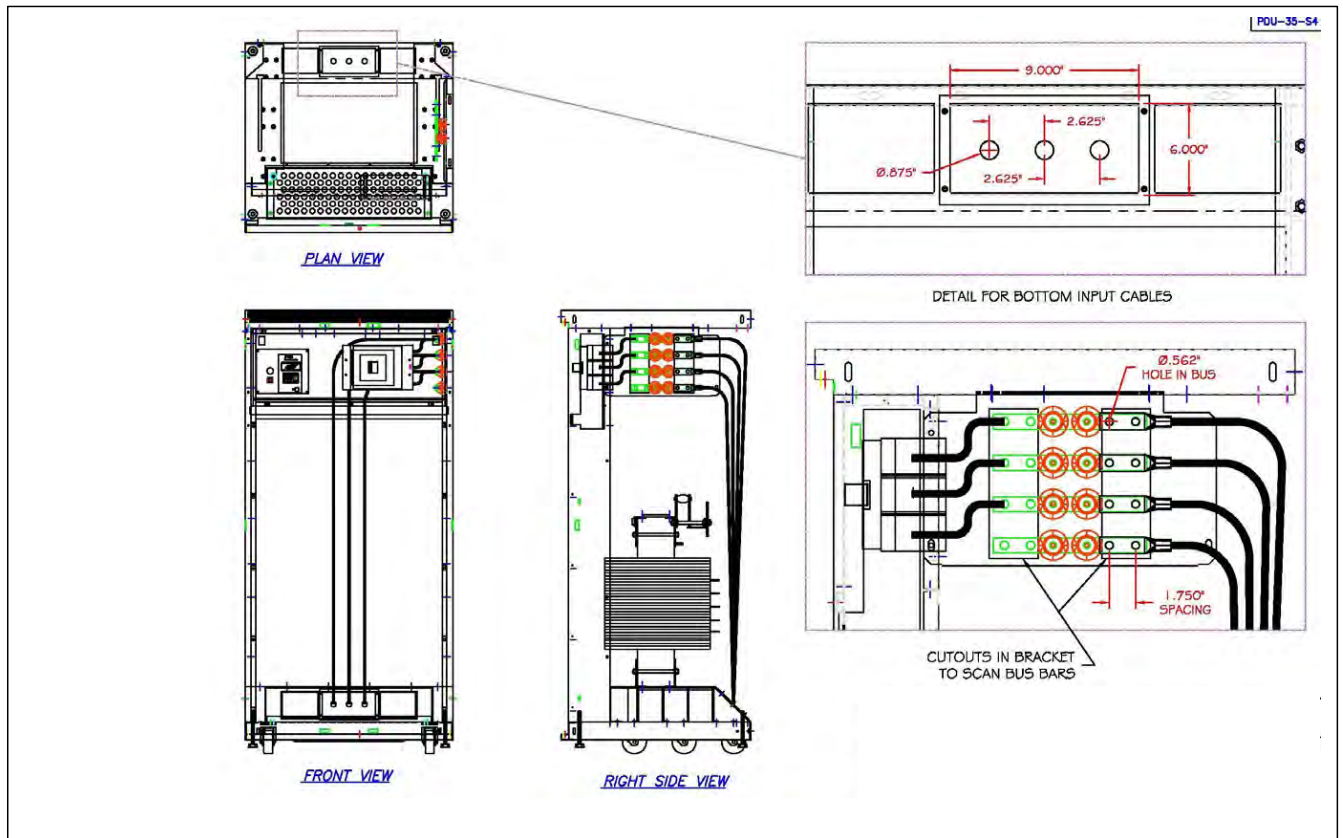 PDU-35-S4
9.000"
2.625"
6.000"
Ø.875"
2.625"
PLAN VIEW
DETAIL FOR BOTTOM INPUT CABLES
Ø.562"
HOLE IN BUS
1.750"
SPACING
CUTOUTS IN BRACKET
TO SCAN BUS BARS
FRONT VIEW
RIGHT SIDE VIEW